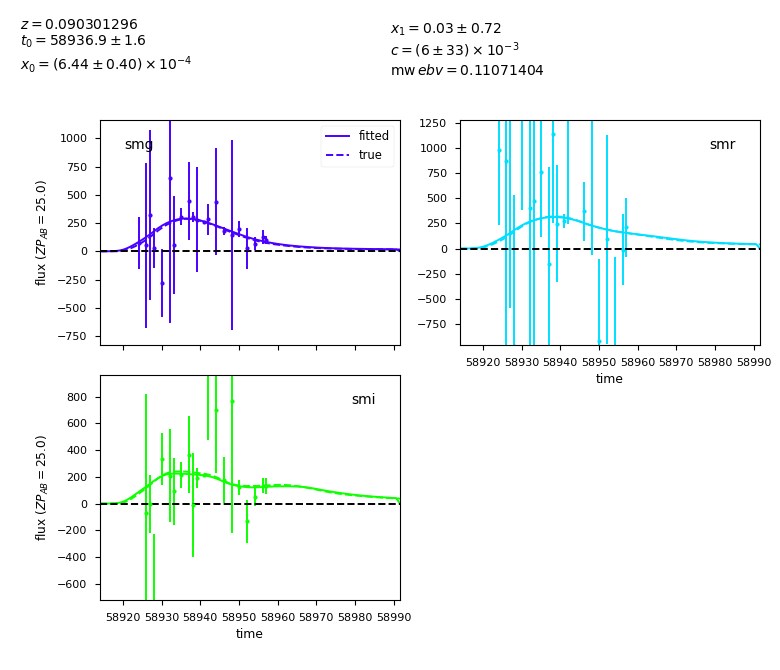 z = 0.090301296
t₀ = 58936.9 ± 1.6
x₀ = (6.44 ± 0.40) × 10⁻⁴
x₁ = 0.03 ± 0.72
c = (6 ± 33) × 10⁻³
mw ebv = 0.11071404
smg
fitted
true
1000
750
500
250
0
−250
−500
−750
flux (ZP_AB = 25.0)
smr
1250
1000
750
500
250
0
−250
−500
−750
58920 58930 58940 58950 58960 58970 58980 58990
time
smi
800
600
400
200
0
−200
−400
−600
flux (ZP_AB = 25.0)
58920 58930 58940 58950 58960 58970 58980 58990
time